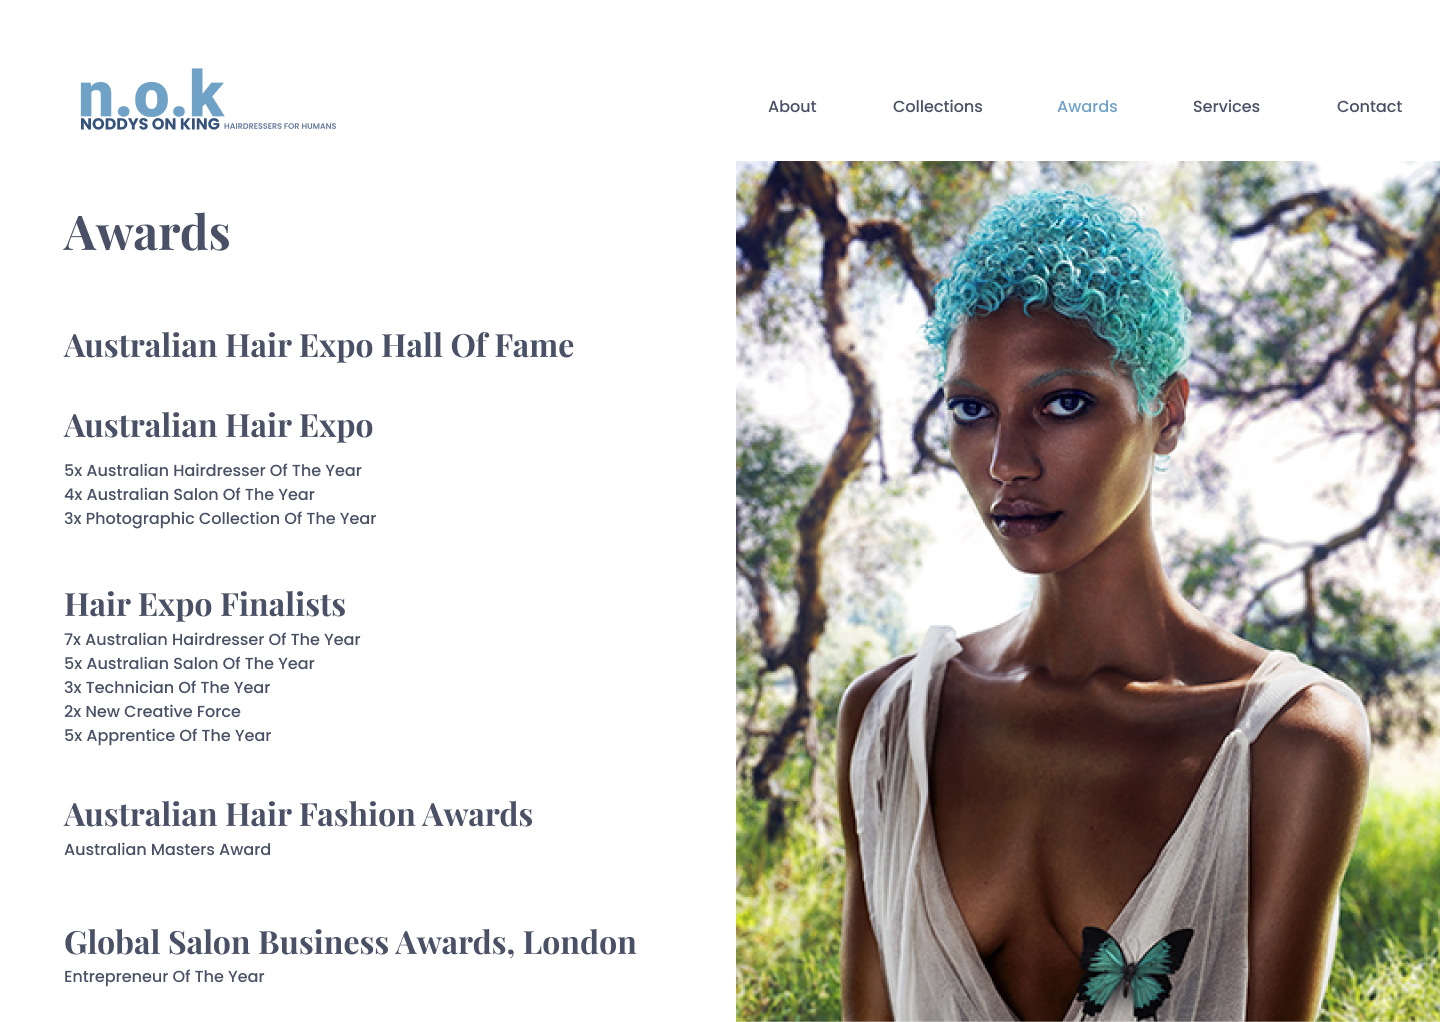 n.o.k
NODDYS ON KING HAIRDRESSERS FOR HUMANS
About Collections Awards Services Contact
Awards
Australian Hair Expo Hall Of Fame
Australian Hair Expo
5x Australian Hairdresser Of The Year
4x Australian Salon Of The Year
3x Photographic Collection Of The Year
Hair Expo Finalists
7x Australian Hairdresser Of The Year
5x Australian Salon Of The Year
3x Technician Of The Year
2x New Creative Force
5x Apprentice Of The Year
Australian Hair Fashion Awards
Australian Masters Award
Global Salon Business Awards, London
Entrepreneur Of The Year